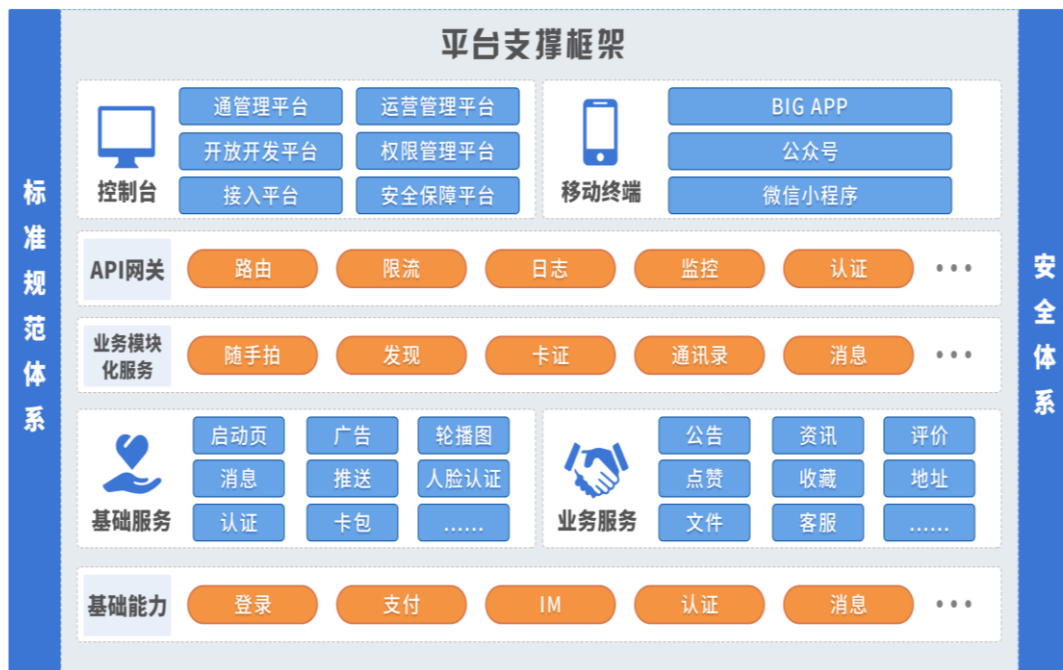 平台支撑框架
标准规范体系
控制台
通管理平台
运营管理平台
开放开发平台
权限管理平台
接入平台
安全保障平台
移动终端
BIG APP
公众号
微信小程序
API网关
路由
限流
日志
监控
认证
•••
业务模块
化服务
随手拍
发现
卡证
通讯录
消息
•••
基础服务
启动页
广告
轮播图
消息
推送
人脸认证
认证
卡包
......
业务服务
公告
资讯
评价
点赞
收藏
地址
文件
客服
......
基础能力
登录
支付
IM
认证
消息
•••
安全体系